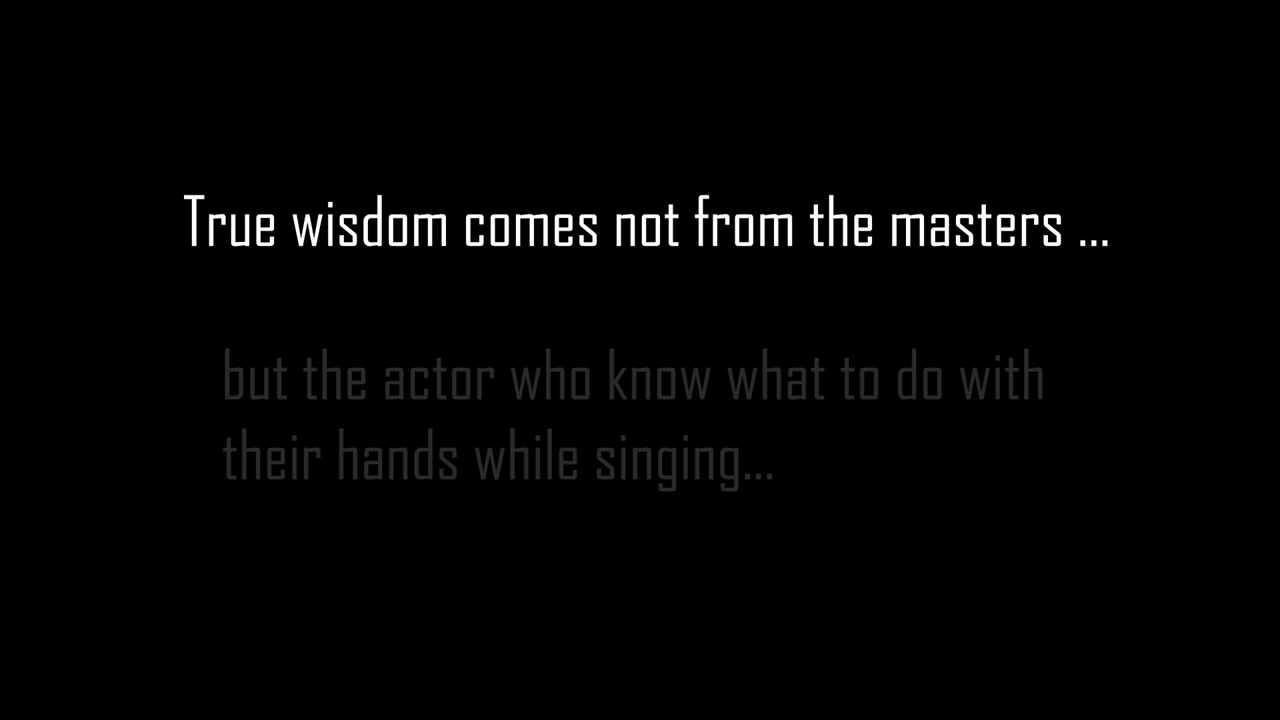 True wisdom comes not from the masters ...
but the actor who know what to do with
their hands while singing...